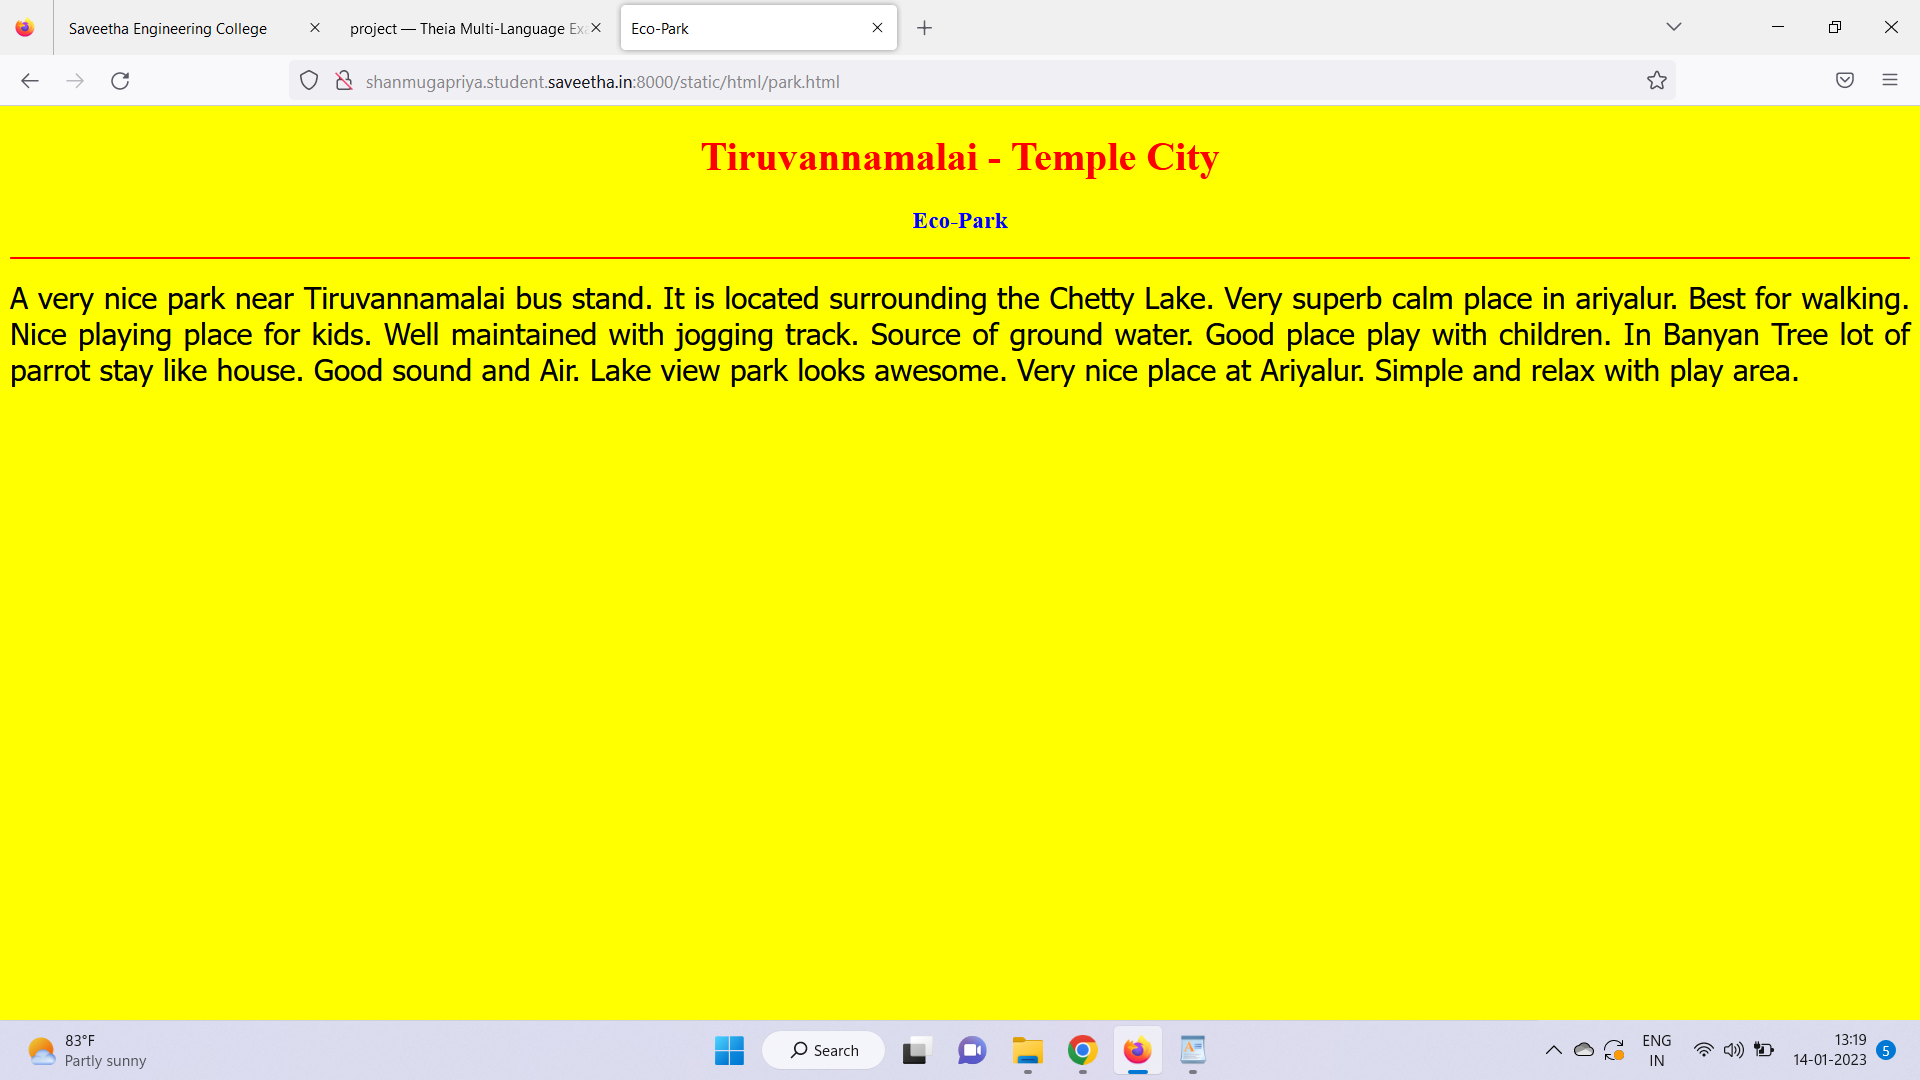 Saveetha Engineering College
project — Theia Multi-Language Exa
Eco-Park
shanmugapriya.student.saveetha.in:8000/static/html/park.html
Tiruvannamalai - Temple City
Eco-Park
A very nice park near Tiruvannamalai bus stand. It is located surrounding the Chetty Lake. Very superb calm place in ariyalur. Best for walking.
Nice playing place for kids. Well maintained with jogging track. Source of ground water. Good place play with children. In Banyan Tree lot of
parrot stay like house. Good sound and Air. Lake view park looks awesome. Very nice place at Ariyalur. Simple and relax with play area.
83°F
Partly sunny
Search
ENG
IN
13:19
14-01-2023
5